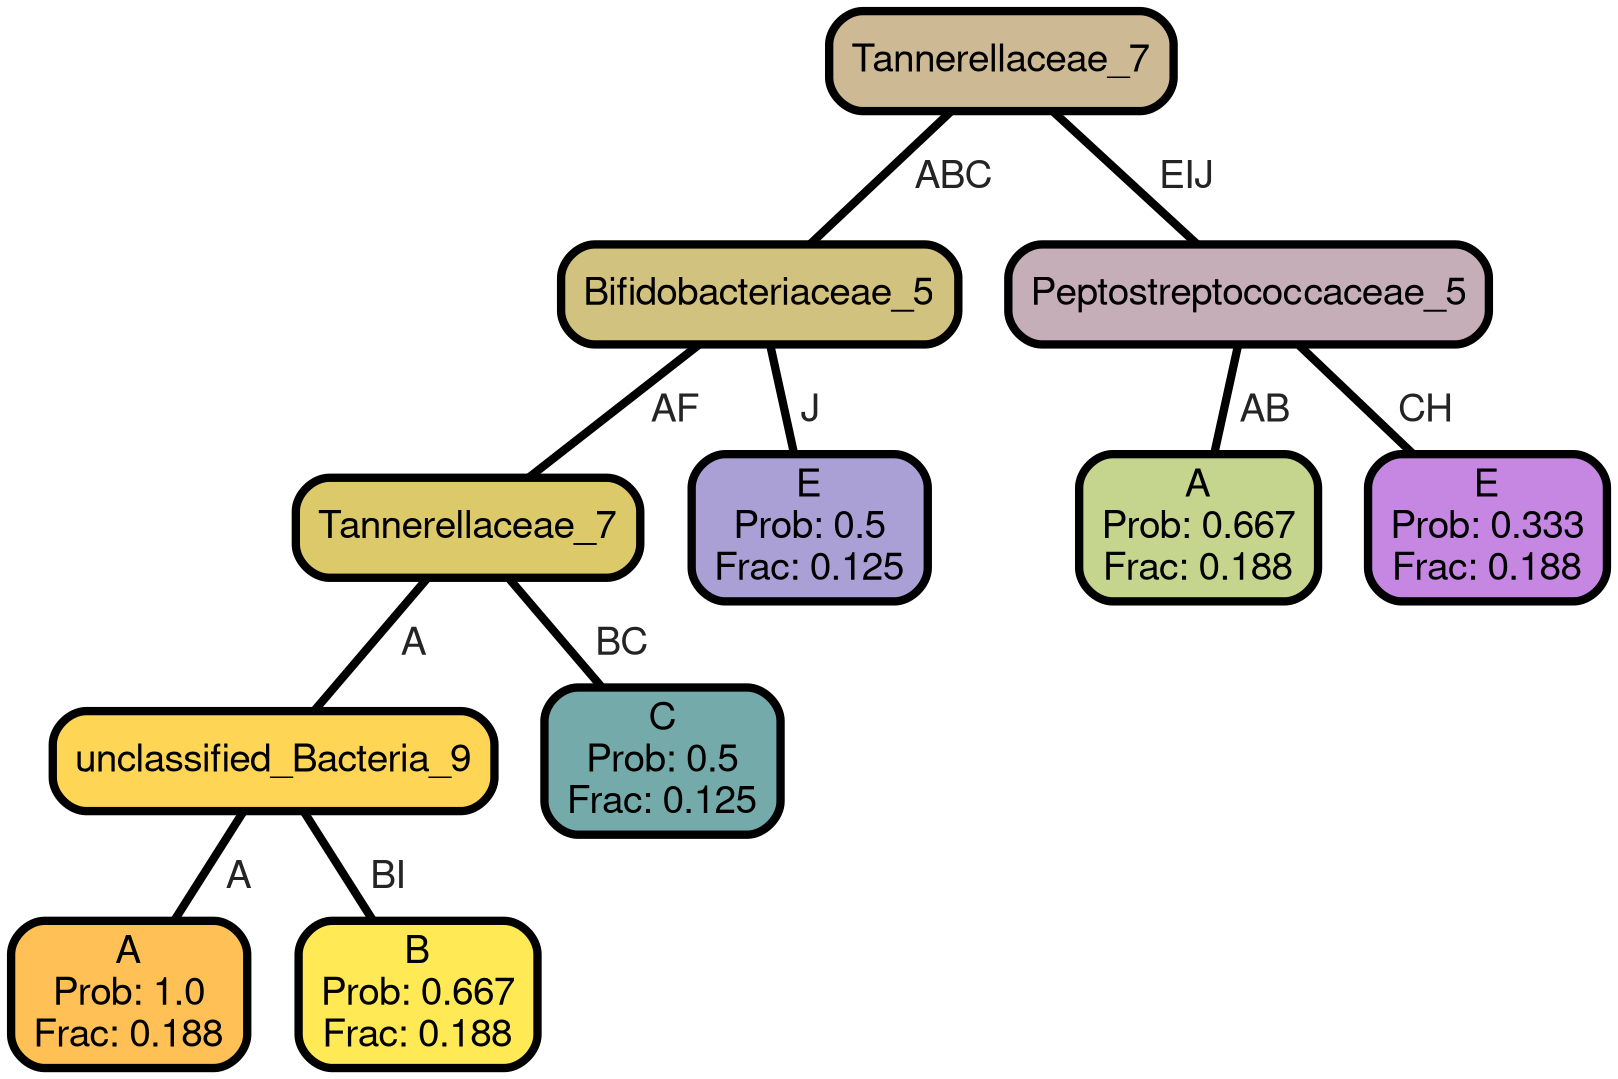 Tannerellaceae_7
ABC
EIJ
Bifidobacteriaceae_5
Peptostreptococcaceae_5
AF
J
AB
CH
Tannerellaceae_7
E
Prob: 0.5
Frac: 0.125
A
Prob: 0.667
Frac: 0.188
E
Prob: 0.333
Frac: 0.188
A
BC
unclassified_Bacteria_9
C
Prob: 0.5
Frac: 0.125
A
BI
A
Prob: 1.0
Frac: 0.188
B
Prob: 0.667
Frac: 0.188